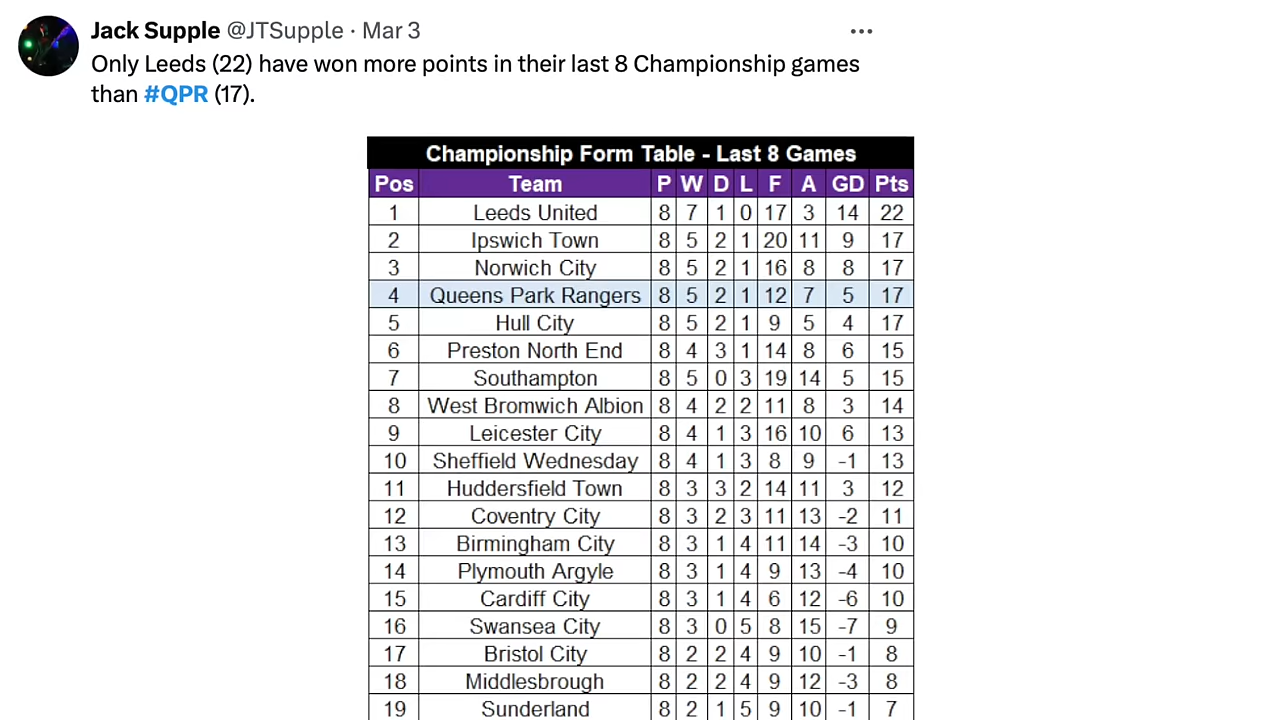 Jack Supple @JTSupple · Mar 3 ...
Only Leeds (22) have won more points in their last 8 Championship games
than #QPR (17).
Championship Form Table - Last 8 Games
Pos Team P W D L F A GD Pts
1 Leeds United 8 7 1 0 17 3 14 22
2 Ipswich Town 8 5 2 1 20 11 9 17
3 Norwich City 8 5 2 1 16 8 8 17
4 Queens Park Rangers 8 5 2 1 12 7 5 17
5 Hull City 8 5 2 1 9 5 4 17
6 Preston North End 8 4 3 1 14 8 6 15
7 Southampton 8 5 0 3 19 14 5 15
8 West Bromwich Albion 8 4 2 2 11 8 3 14
9 Leicester City 8 4 1 3 16 10 6 13
10 Sheffield Wednesday 8 4 1 3 8 9 -1 13
11 Huddersfield Town 8 3 3 2 14 11 3 12
12 Coventry City 8 3 2 3 11 13 -2 11
13 Birmingham City 8 3 1 4 11 14 -3 10
14 Plymouth Argyle 8 3 1 4 9 13 -4 10
15 Cardiff City 8 3 1 4 6 12 -6 10
16 Swansea City 8 3 0 5 8 15 -7 9
17 Bristol City 8 2 2 4 9 10 -1 8
18 Middlesbrough 8 2 2 4 9 12 -3 8
19 Sunderland 8 2 1 5 9 10 -1 7